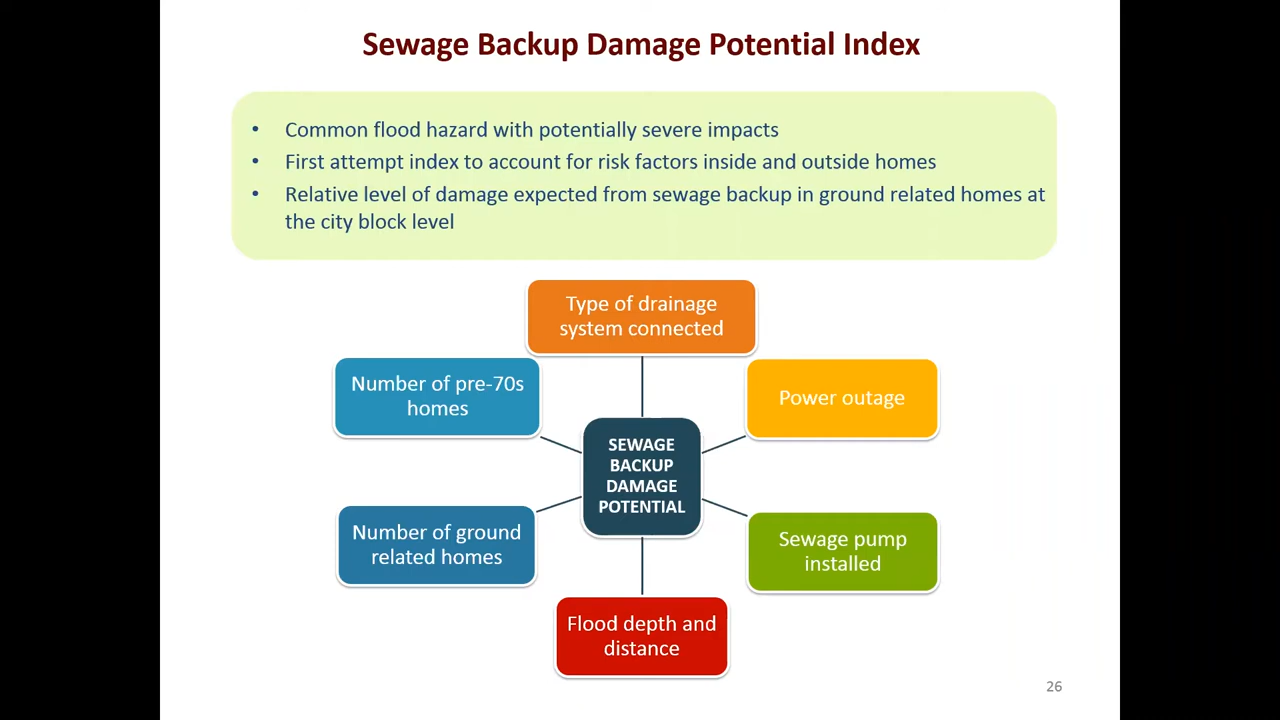 Sewage Backup Damage Potential Index
• Common flood hazard with potentially severe impacts
• First attempt index to account for risk factors inside and outside homes
• Relative level of damage expected from sewage backup in ground related homes at
the city block level
Type of drainage
system connected
Number of pre-70s
homes
Power outage
SEWAGE
BACKUP
DAMAGE
POTENTIAL
Number of ground
related homes
Sewage pump
installed
Flood depth and
distance
26